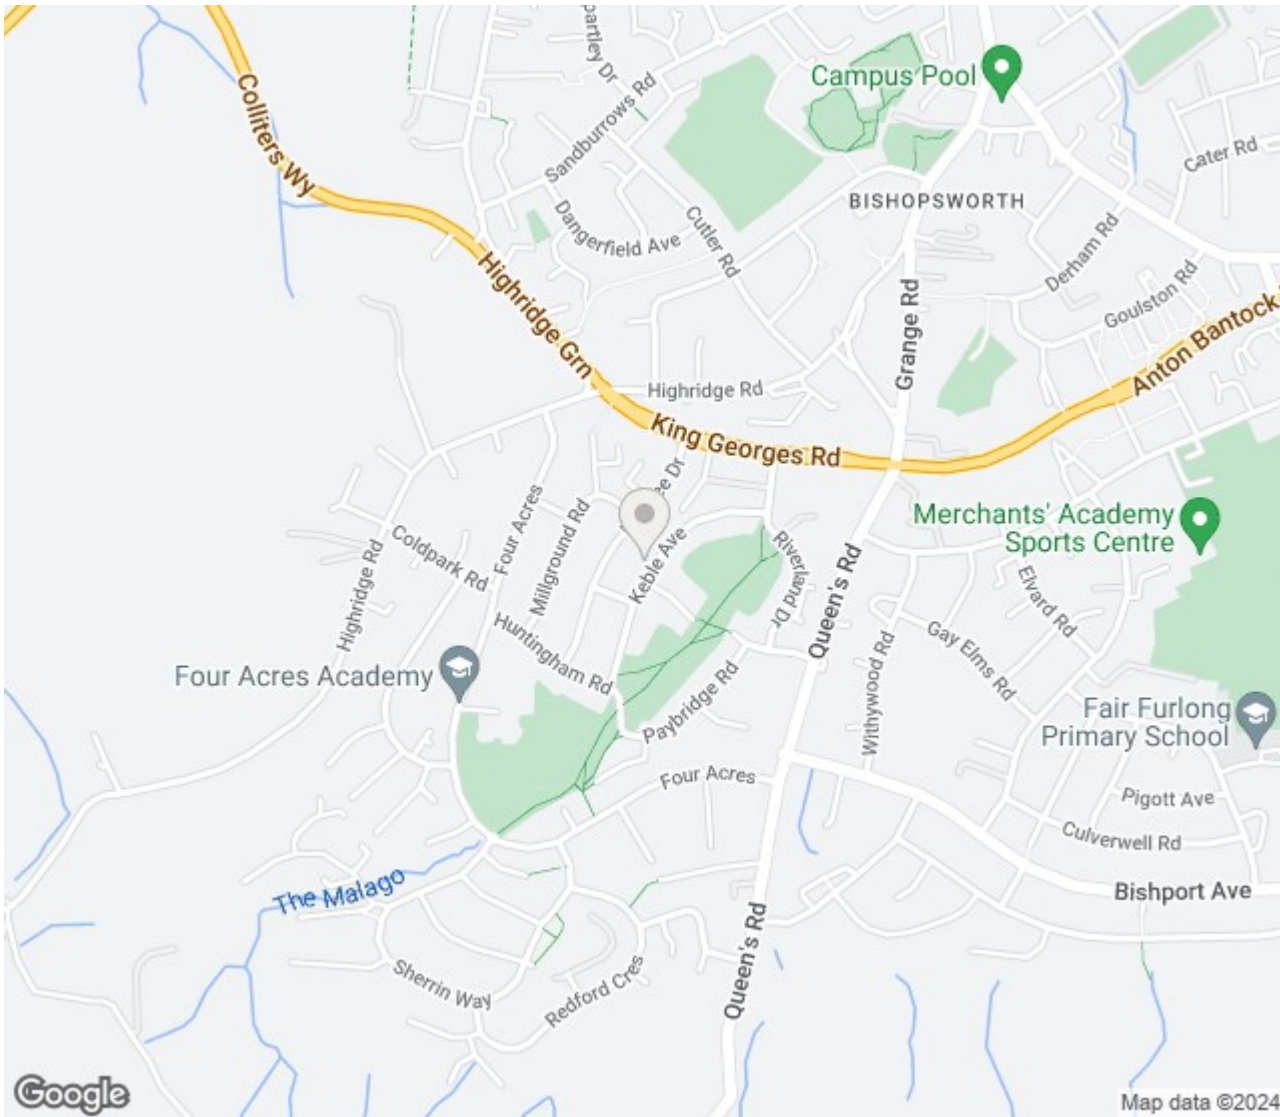 partley Dr
Campus Pool
Colliters Wy
Sandburrows Rd
Cater Rd
BISHOPSWORTH
Dangerfield Ave
Cutler Rd
Derham Rd
Highridge Grn
Goulston Rd
Grange Rd
Anton Bantock
Highridge Rd
King Georges Rd
ee Dr
Four Acres
Millground Rd
Merchants' Academy
Sports Centre
Coldpark Rd
Keble Ave
Riverland Dr
Highridge Rd
Queen's Rd
Elvard Rd
Huntingham Rd
Gay Elms Rd
Withywood Rd
Four Acres Academy
Paybridge Rd
Fair Furlong
Primary School
Four Acres
Pigott Ave
Culverwell Rd
The Malago
Bishport Ave
Queen's Rd
Sherrin Way
Redford Cres
Google
Map data ©2024